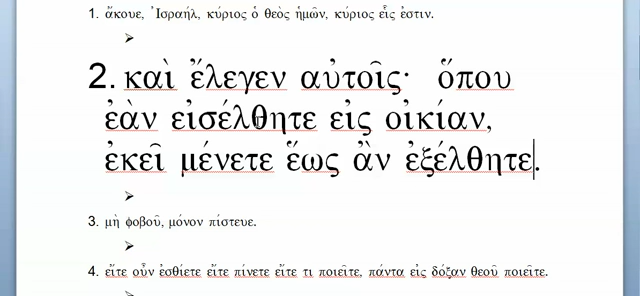 1. ἄκουε, Ἰσραήλ, κύριος ὁ θεὸς ἡμῶν, κύριος εἷς ἐστιν.
2. καὶ ἔλεγεν αὐτοῖς· ὅπου
ἐὰν εἰσέλθητε εἰς οἰκίαν,
ἐκεῖ μένετε ἕως ἂν ἐξέλθητε.
3. μὴ φοβοῦ, μόνον πίστευε.
4. εἴτε οὖν ἐσθίετε εἴτε πίνετε εἴτε τι ποιεῖτε, πάντα εἰς δόξαν θεοῦ ποιεῖτε.